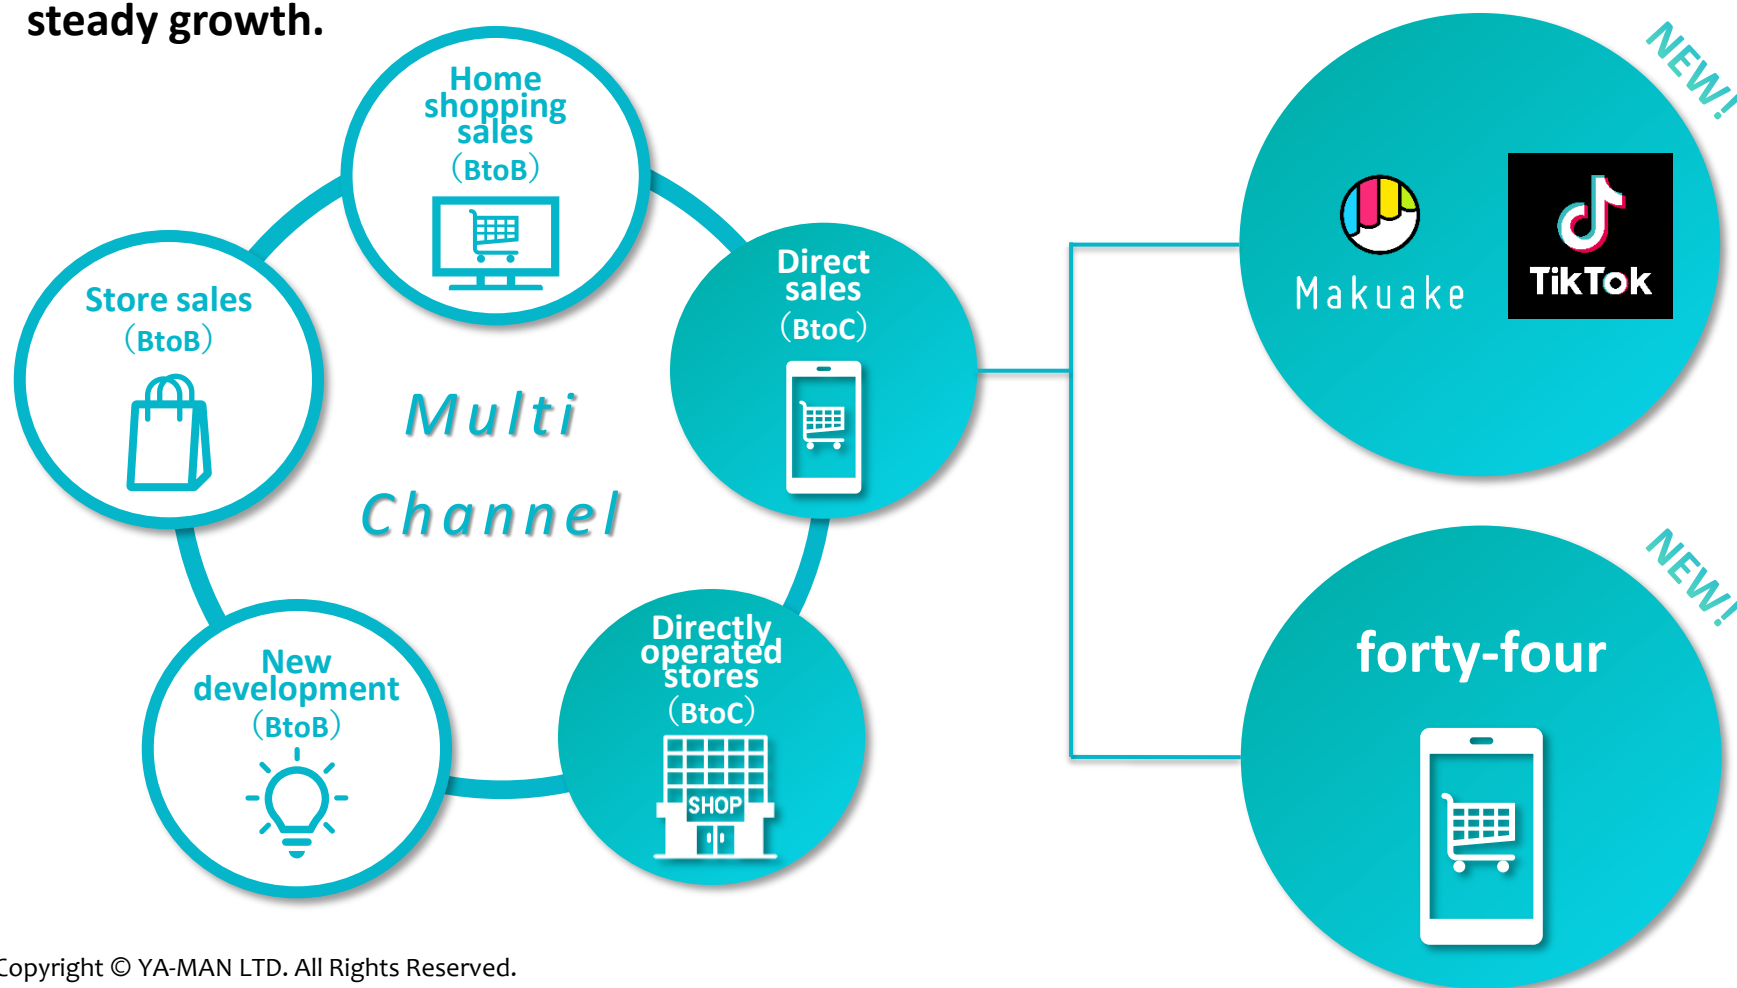 steady growth.
Home
shopping
sales
（BtoB）
Store sales
（BtoB）
Direct
sales
（BtoC）
Multi
Channel
New
development
（BtoB）
Directly
operated
stores
（BtoC）
SHOP
NEW!
Makuake
TikTok
NEW!
forty-four
Copyright © YA-MAN LTD. All Rights Reserved.